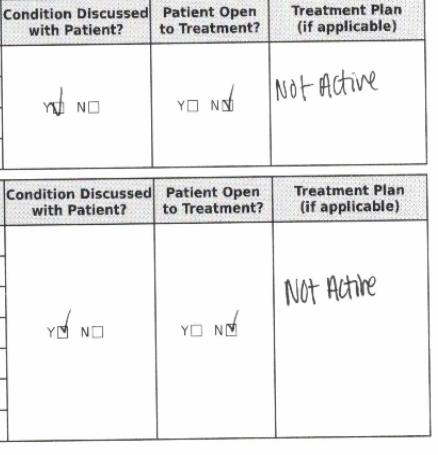 Condition Discussed with Patient? Patient Open to Treatment? Treatment Plan (if applicable)
Y☑ N☐ Y☐ N☑ Not Active
Condition Discussed with Patient? Patient Open to Treatment? Treatment Plan (if applicable)
Y☑ N☐ Y☐ N☑ Not Active